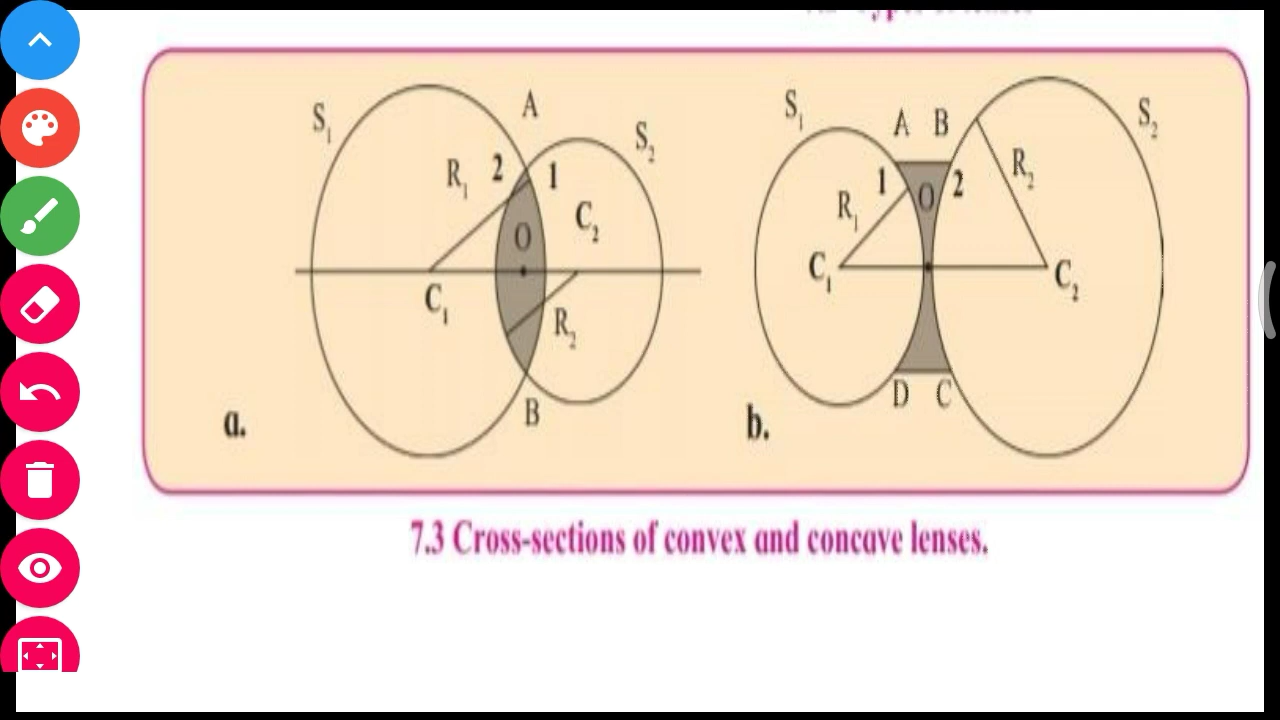 S₁ A S₂
R₁ 2 1
C₂
O
C₁ R₂
B
a.
S₁ A B S₂
1 O 2 R₂
R₁
C₁ C₂
D C
b.
7.3 Cross-sections of convex and concave lenses.